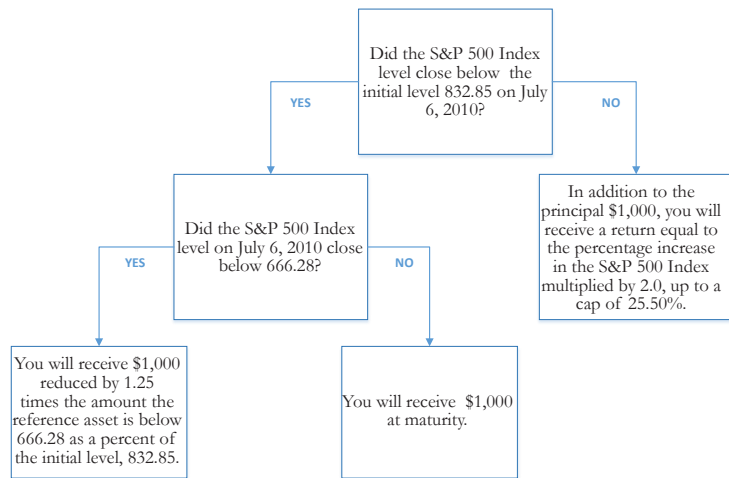 Did the S&P 500 Index
level close below the
initial level 832.85 on July
6, 2010?
YES
NO
Did the S&P 500 Index
level on July 6, 2010 close
below 666.28?
In addition to the
principal $1,000, you will
receive a return equal to
the percentage increase
in the S&P 500 Index
multiplied by 2.0, up to a
cap of 25.50%.
YES
NO
You will receive $1,000
reduced by 1.25
times the amount the
reference asset is below
666.28 as a percent of
the initial level, 832.85.
You will receive $1,000
at maturity.